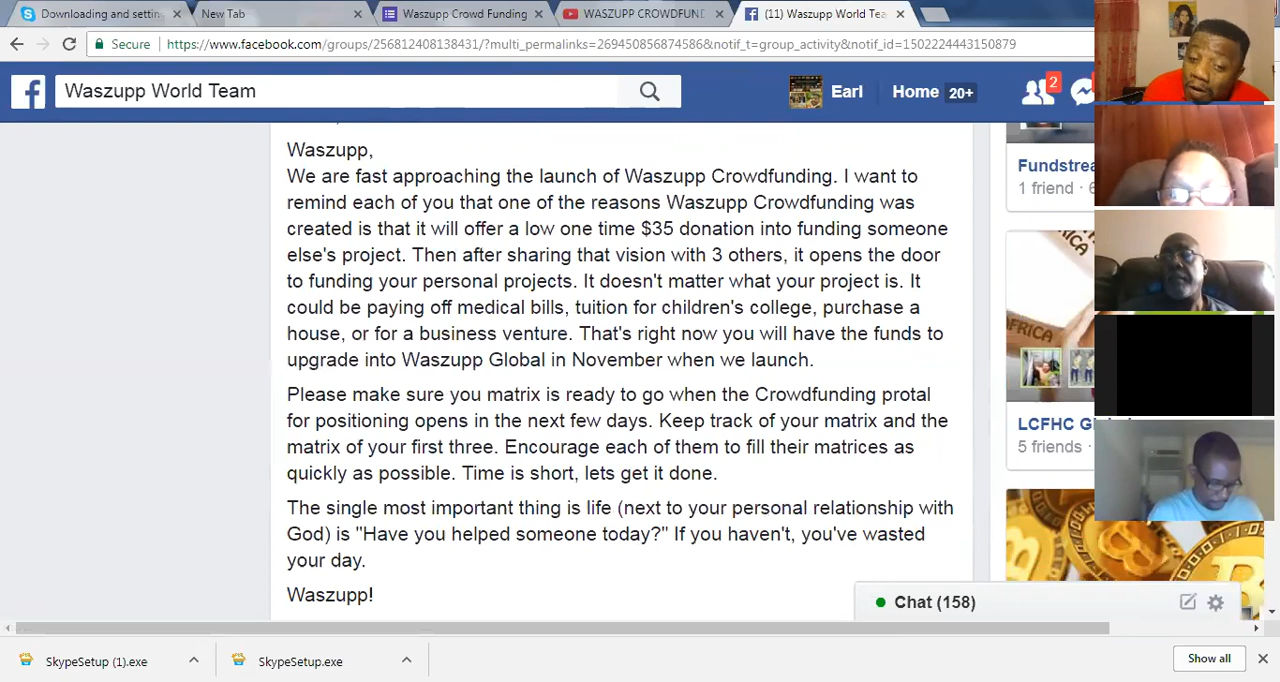 Downloading and settin
New Tab
Waszupp Crowd Funding
WASZUPP CROWDFUND
(11) Waszupp World Tea
Secure
https://www.facebook.com/groups/256812408138431/?multi_permalinks=269450856874586&notif_t=group_activity&notif_id=1502224443150879
Waszupp World Team
Earl
Home 20+
2
Waszupp,
We are fast approaching the launch of Waszupp Crowdfunding. I want to
remind each of you that one of the reasons Waszupp Crowdfunding was
created is that it will offer a low one time $35 donation into funding someone
else's project. Then after sharing that vision with 3 others, it opens the door
to funding your personal projects. It doesn't matter what your project is. It
could be paying off medical bills, tuition for children's college, purchase a
house, or for a business venture. That's right now you will have the funds to
upgrade into Waszupp Global in November when we launch.
Please make sure you matrix is ready to go when the Crowdfunding protal
for positioning opens in the next few days. Keep track of your matrix and the
matrix of your first three. Encourage each of them to fill their matrices as
quickly as possible. Time is short, lets get it done.
The single most important thing is life (next to your personal relationship with
God) is "Have you helped someone today?" If you haven't, you've wasted
your day.
Waszupp!
Fundstrea
1 friend ·
AFRICA
LCFHC G
5 friends ·
Chat (158)
SkypeSetup (1).exe
SkypeSetup.exe
Show all